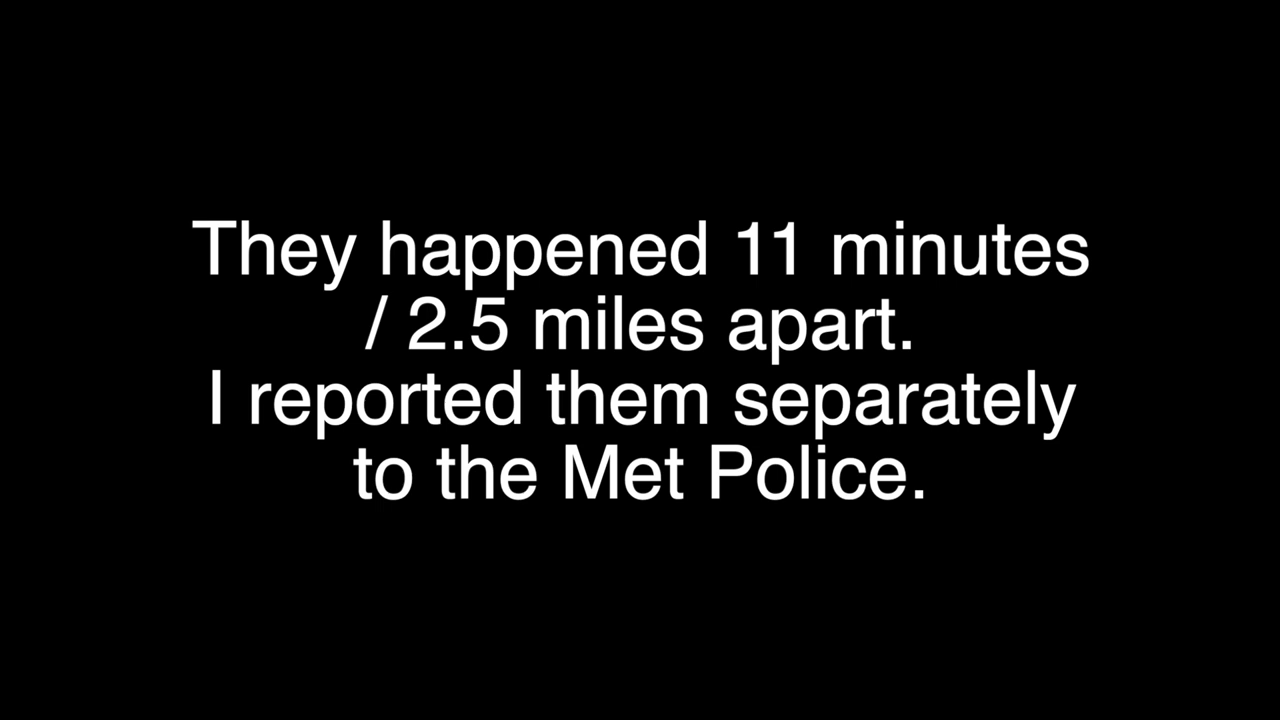 They happened 11 minutes
/ 2.5 miles apart.
I reported them separately
to the Met Police.